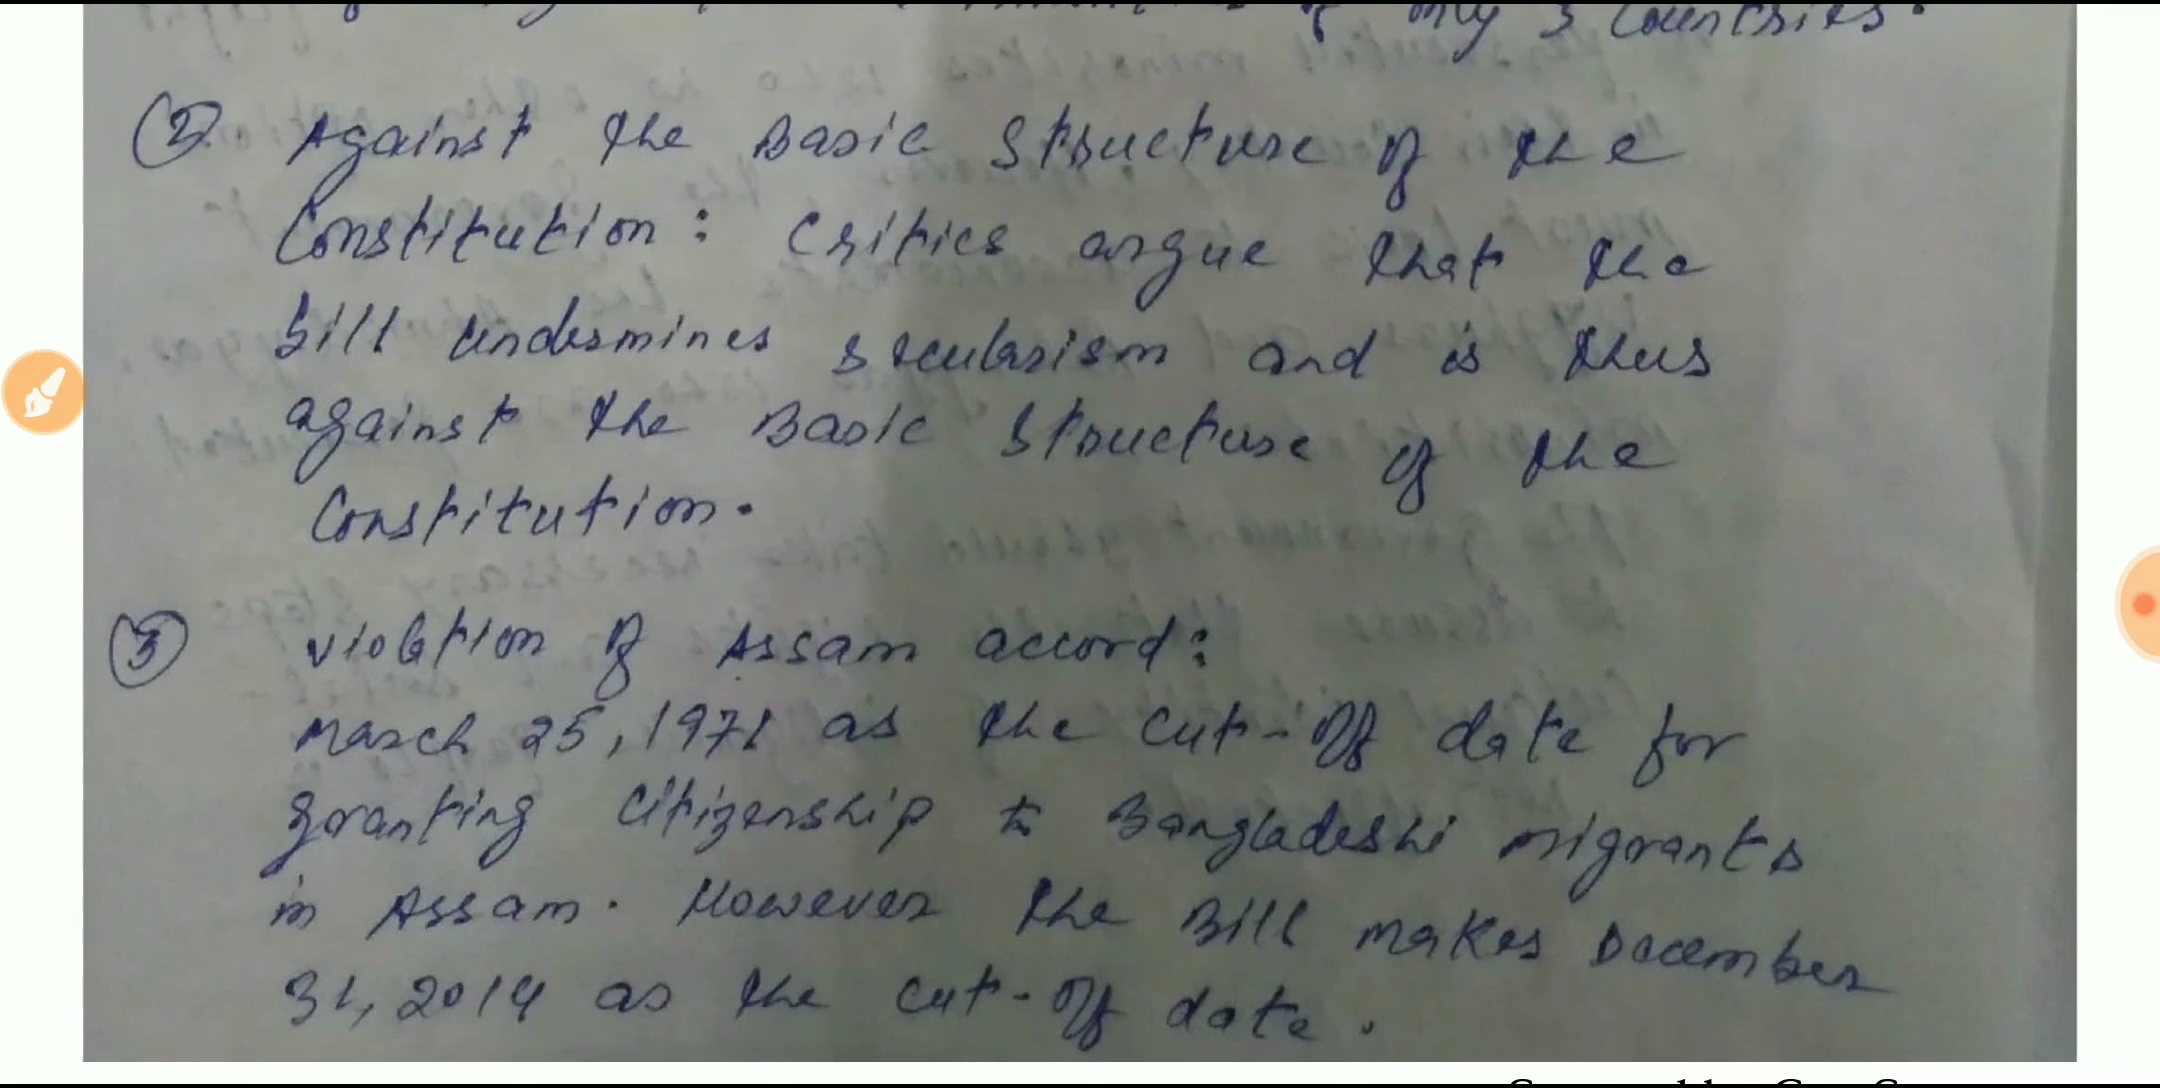 only 3 countries.
(2) Against the Basic Structure of the
Constitution: Critics argue that the
bill undermines secularism and is thus
against the Basic Structure of the
Constitution.
(3) violation of Assam accord:
March 25, 1971 as the cut-off date for
granting citizenship to Bangladeshi migrants
in Assam. However the Bill makes December
31, 2014 as the cut-off date.